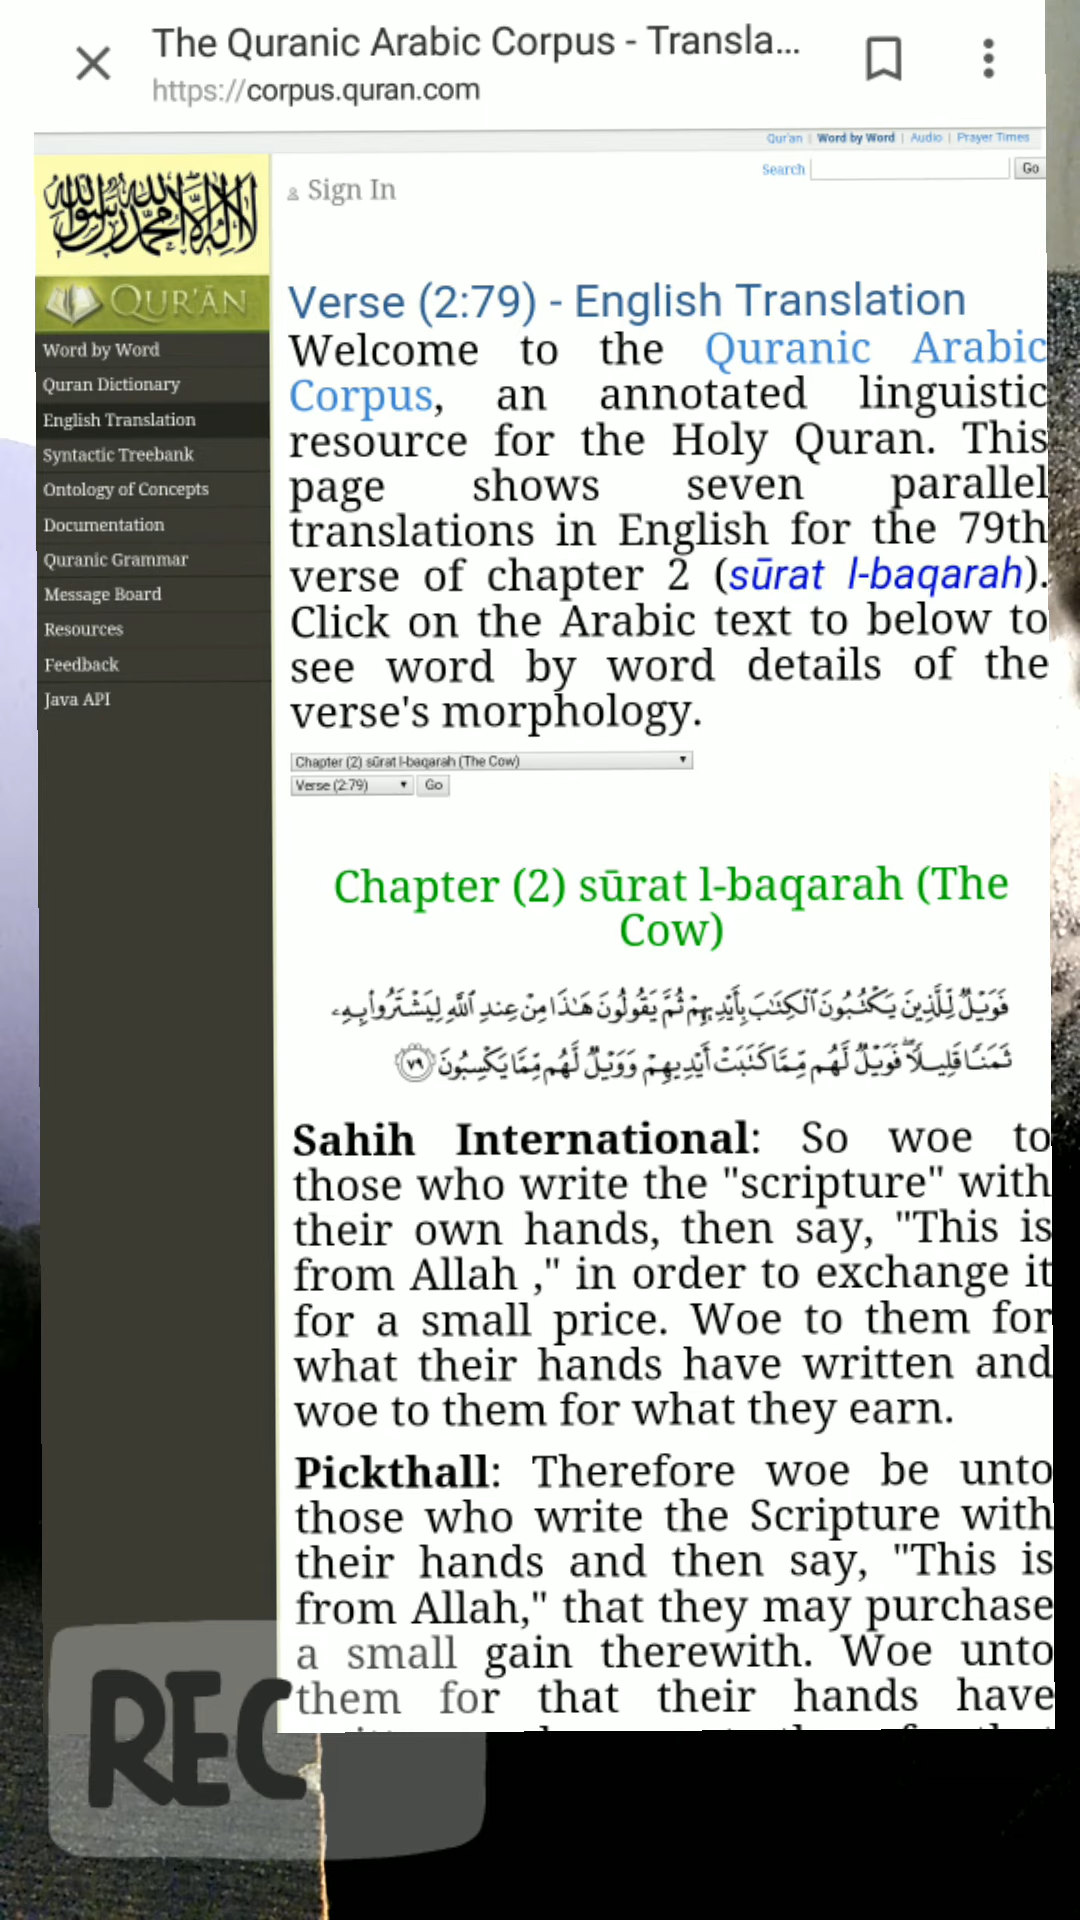 The Quranic Arabic Corpus - Transla...
https://corpus.quran.com
Qur'an | Word by Word | Audio | Prayer Times
Search Go
Sign In
لا إله إلا الله محمد رسول الله
QUR'ĀN
Word by Word
Quran Dictionary
English Translation
Syntactic Treebank
Ontology of Concepts
Documentation
Quranic Grammar
Message Board
Resources
Feedback
Java API
Verse (2:79) - English Translation
Welcome to the Quranic Arabic
Corpus, an annotated linguistic
resource for the Holy Quran. This
page shows seven parallel
translations in English for the 79th
verse of chapter 2 (sūrat l-baqarah).
Click on the Arabic text to below to
see word by word details of the
verse's morphology.
Chapter (2) sūrat l-baqarah (The Cow)
Verse (2:79) Go
Chapter (2) sūrat l-baqarah (The
Cow)
فَوَيْلٌ لِّلَّذِينَ يَكْتُبُونَ ٱلْكِتَـٰبَ بِأَيْدِيهِمْ ثُمَّ يَقُولُونَ هَـٰذَا مِنْ عِندِ ٱللَّهِ لِيَشْتَرُوا۟ بِهِۦ
ثَمَنًا قَلِيلًا ۖ فَوَيْلٌ لَّهُم مِّمَّا كَتَبَتْ أَيْدِيهِمْ وَوَيْلٌ لَّهُم مِّمَّا يَكْسِبُونَ ٧٩
Sahih International: So woe to
those who write the "scripture" with
their own hands, then say, "This is
from Allah ," in order to exchange it
for a small price. Woe to them for
what their hands have written and
woe to them for what they earn.
Pickthall: Therefore woe be unto
those who write the Scripture with
their hands and then say, "This is
from Allah," that they may purchase
a small gain therewith. Woe unto
them for that their hands have
REC